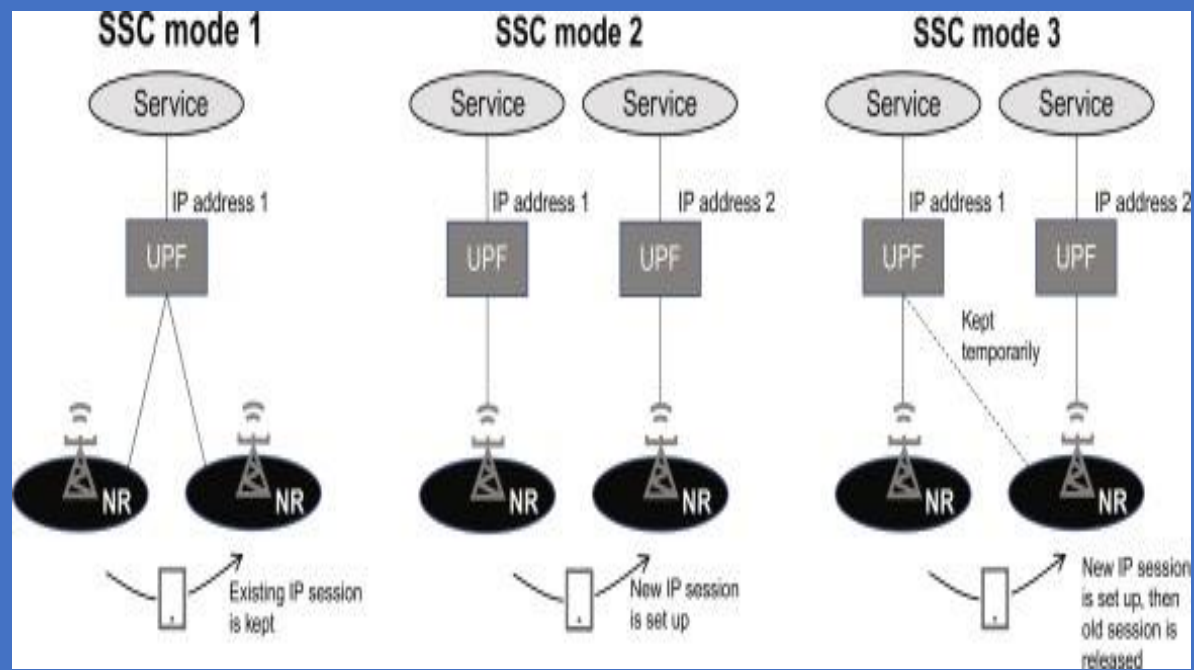 SSC mode 1
Service
IP address 1
UPF
NR
NR
Existing IP session
is kept
SSC mode 2
Service
Service
IP address 1
IP address 2
UPF
UPF
NR
NR
New IP session
is set up
SSC mode 3
Service
Service
IP address 1
IP address 2
UPF
UPF
Kept
temporarily
NR
NR
New IP session
is set up, then
old session is
released